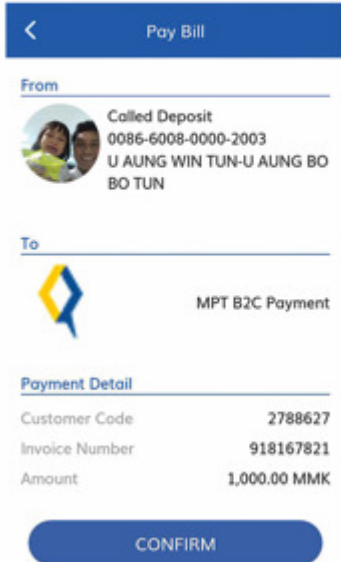 Pay Bill
From
Called Deposit
0086-6008-0000-2003
U AUNG WIN TUN-U AUNG BO
BO TUN
To
MPT B2C Payment
Payment Detail
Customer Code 2788627
Invoice Number 918167821
Amount 1,000.00 MMK
CONFIRM